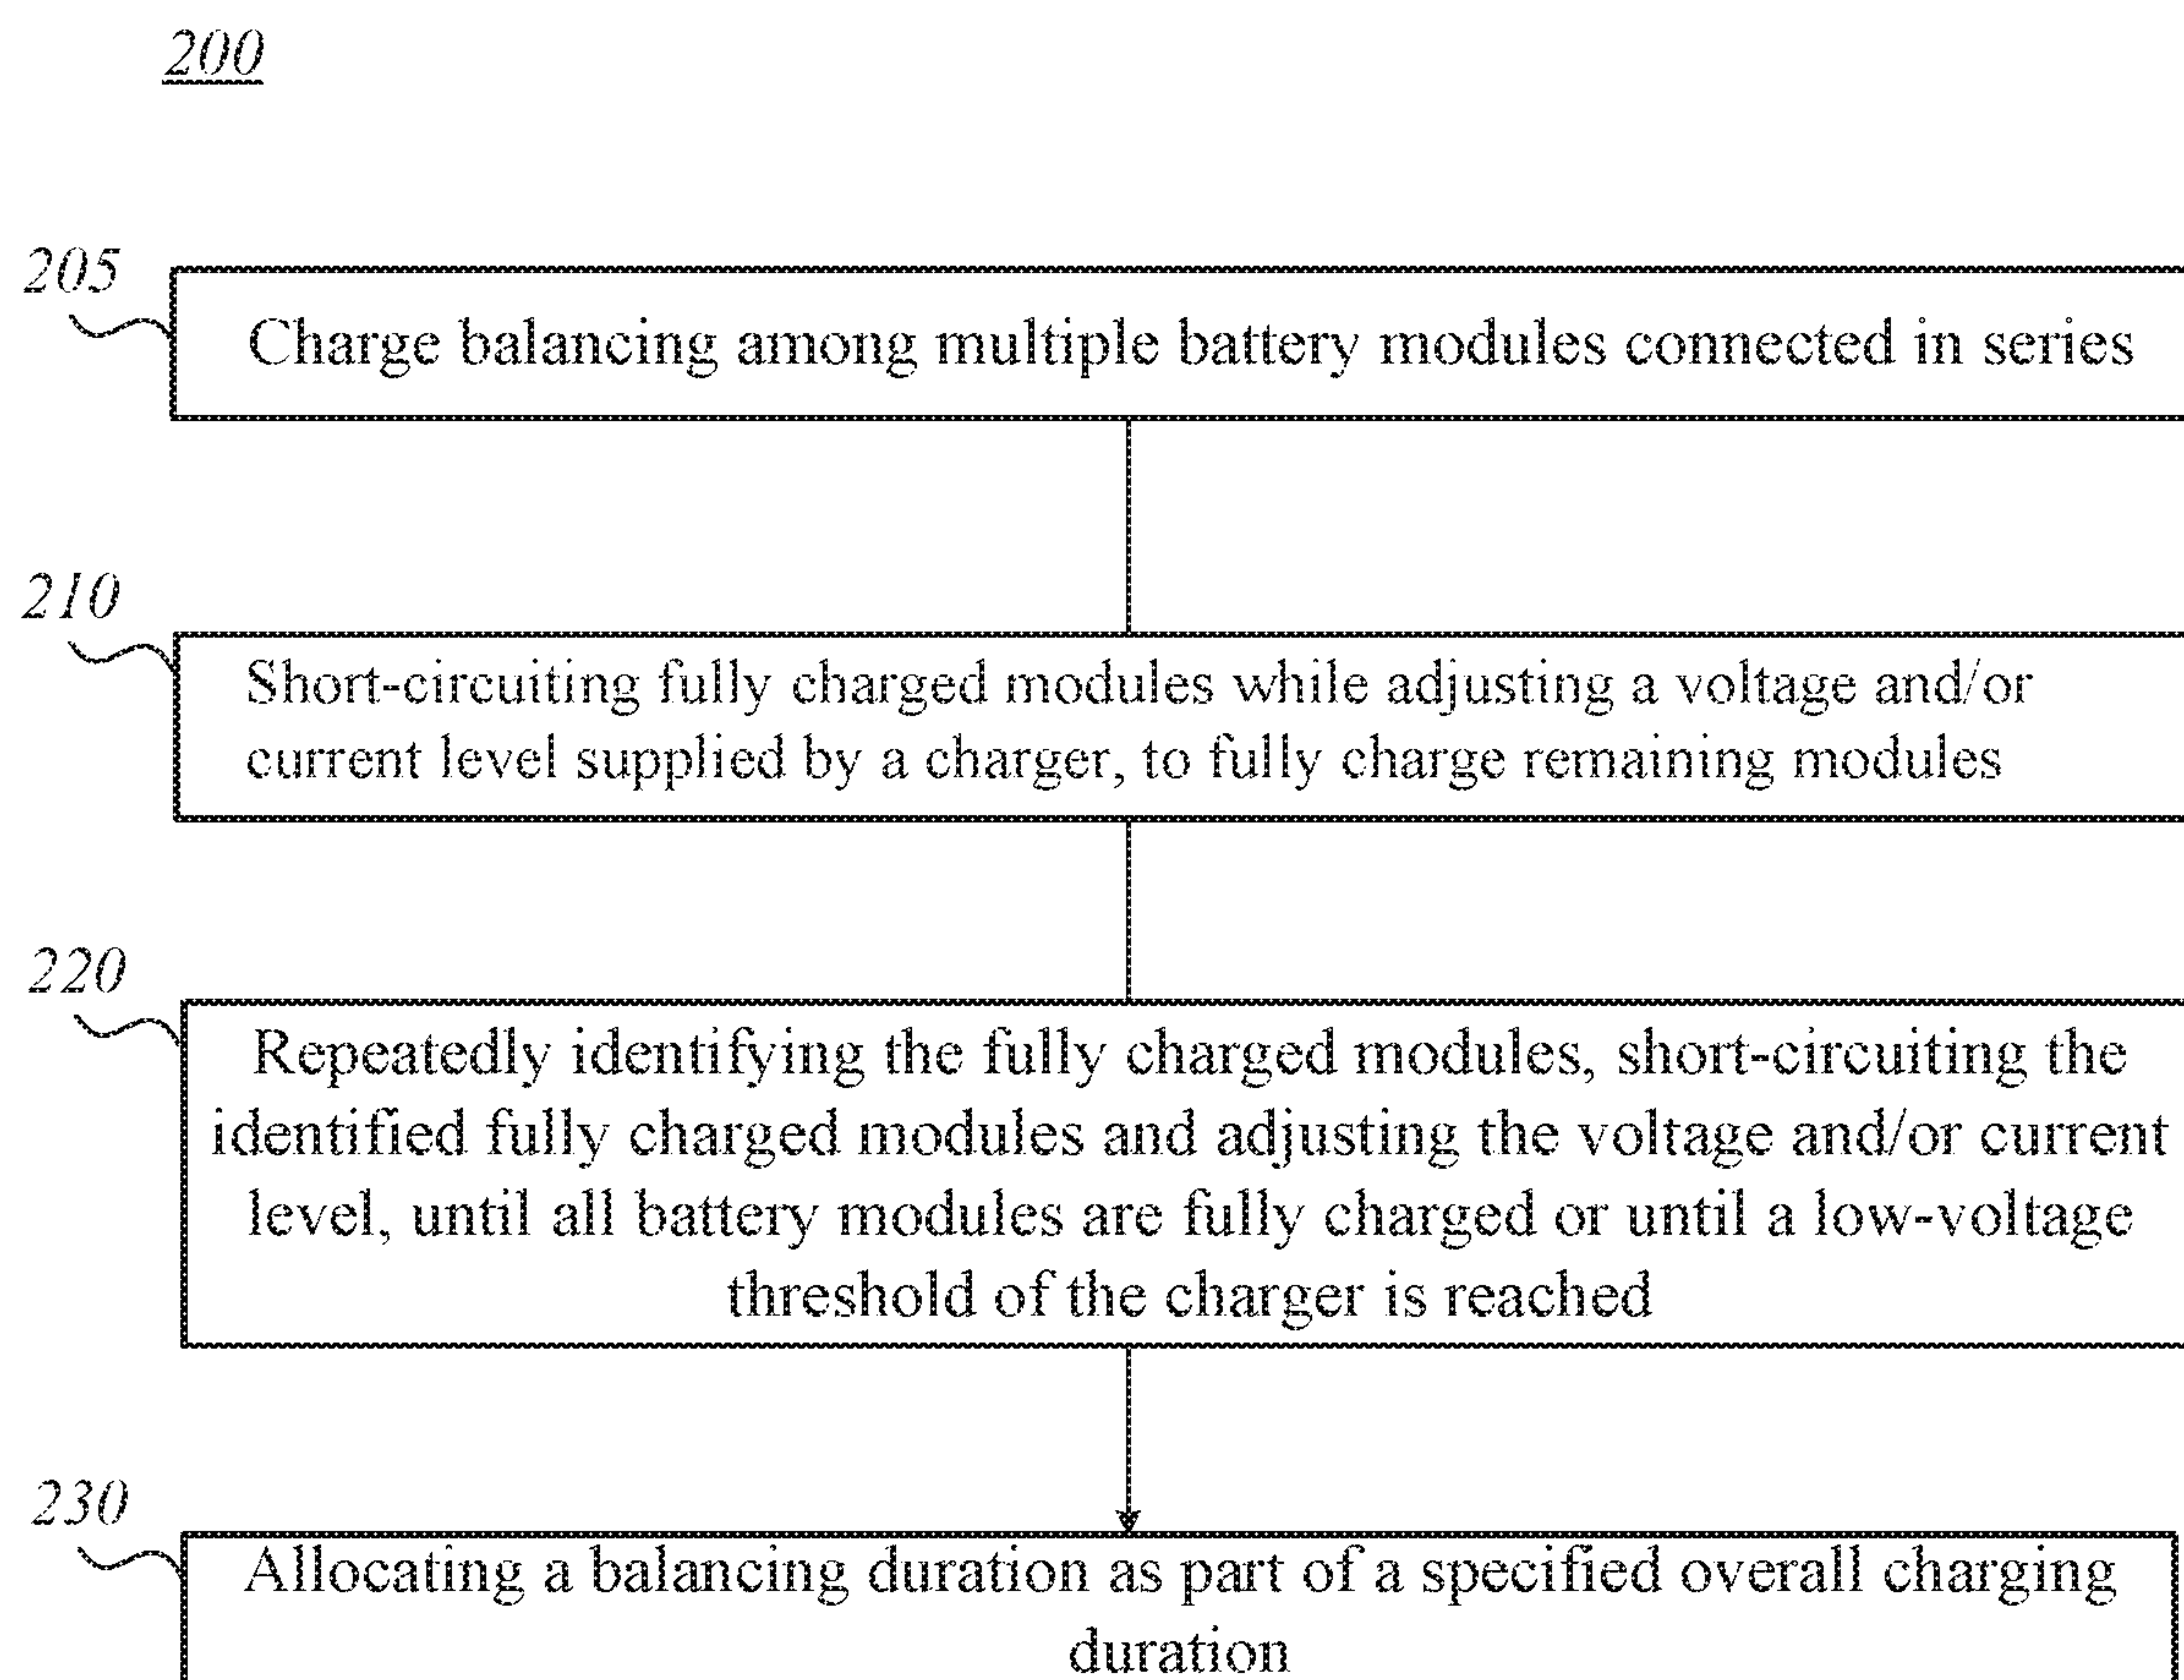 200
205
Charge balancing among multiple battery modules connected in series
210
Short-circuiting fully charged modules while adjusting a voltage and/or
current level supplied by a charger, to fully charge remaining modules
220
Repeatedly identifying the fully charged modules, short-circuiting the
identified fully charged modules and adjusting the voltage and/or current
level, until all battery modules are fully charged or until a low-voltage
threshold of the charger is reached
230
Allocating a balancing duration as part of a specified overall charging
duration